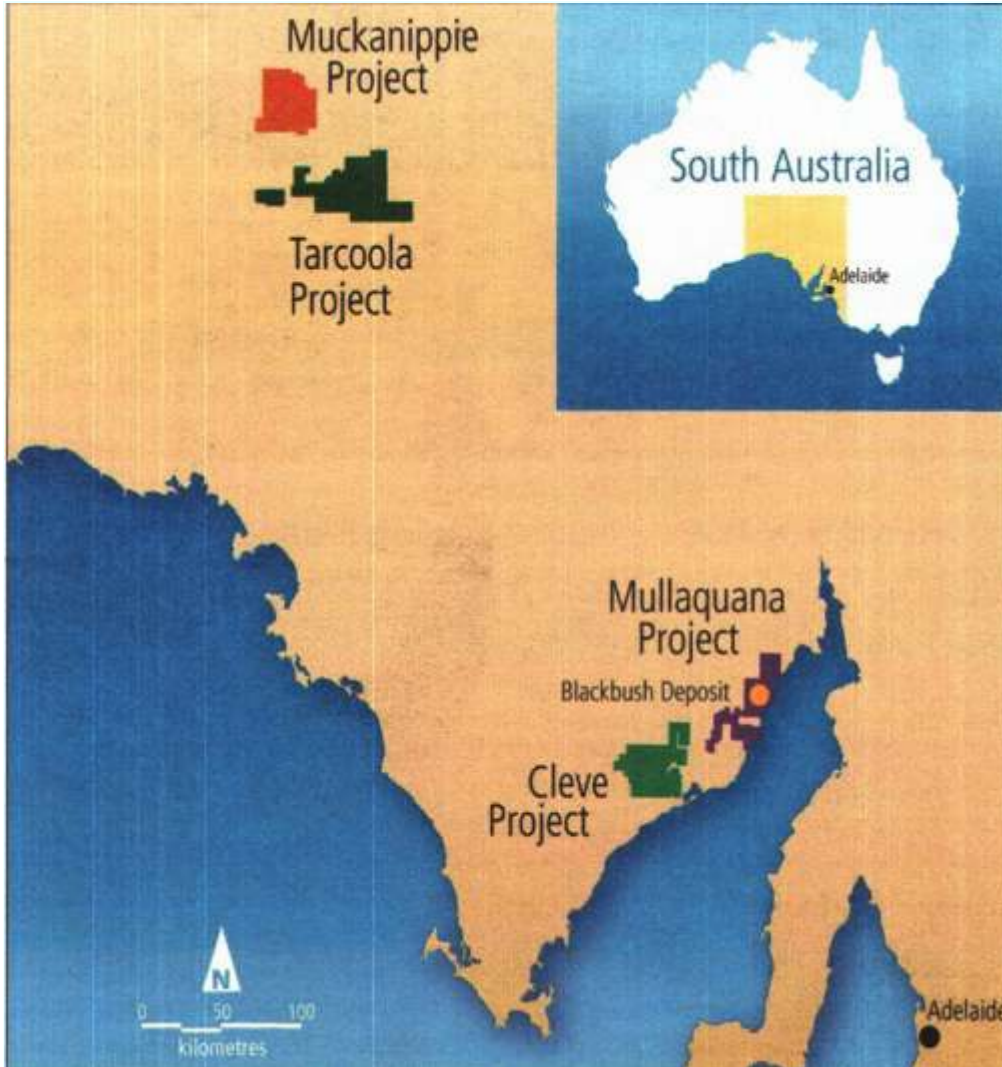 Muckanippie
Project
Tarcoola
Project
South Australia
Adelaide
Mullaquana
Project
Blackbush Deposit
Cleve
Project
N
0 50 100
kilometres
Adelaide